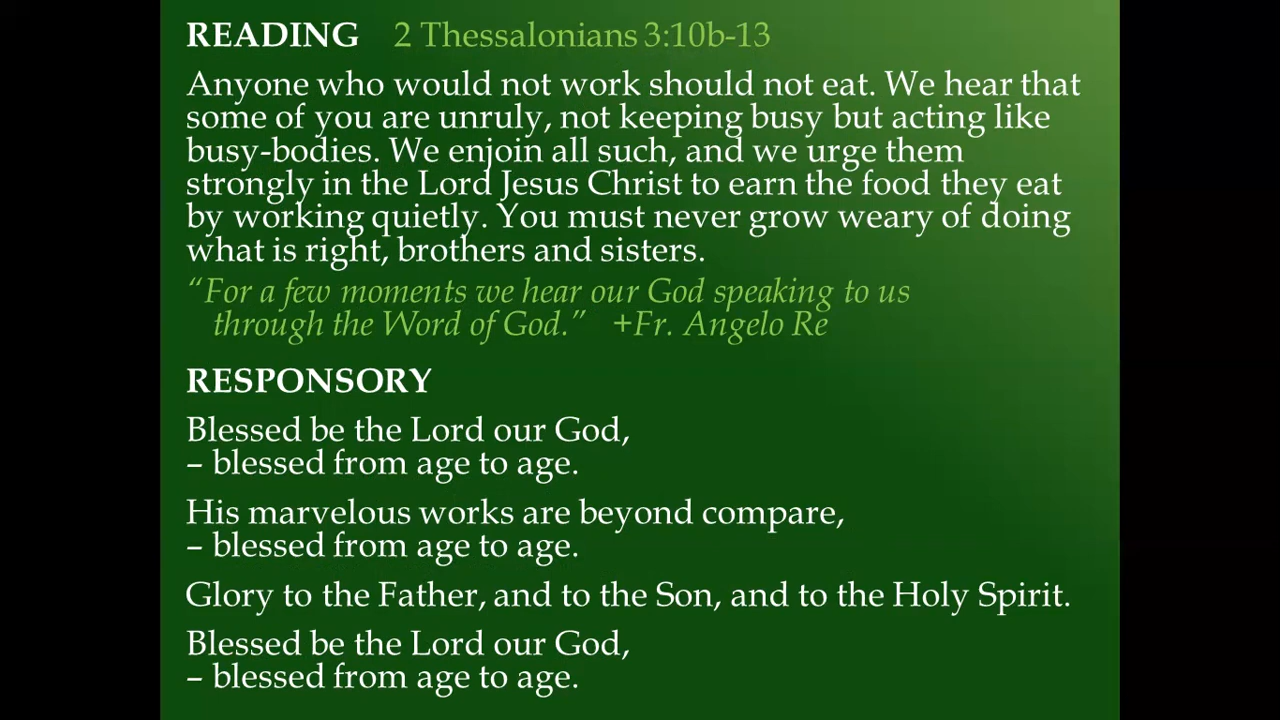 READING 2 Thessalonians 3:10b-13
Anyone who would not work should not eat. We hear that
some of you are unruly, not keeping busy but acting like
busy-bodies. We enjoin all such, and we urge them
strongly in the Lord Jesus Christ to earn the food they eat
by working quietly. You must never grow weary of doing
what is right, brothers and sisters.
“For a few moments we hear our God speaking to us
through the Word of God.” +Fr. Angelo Re
RESPONSORY
Blessed be the Lord our God,
– blessed from age to age.
His marvelous works are beyond compare,
– blessed from age to age.
Glory to the Father, and to the Son, and to the Holy Spirit.
Blessed be the Lord our God,
– blessed from age to age.